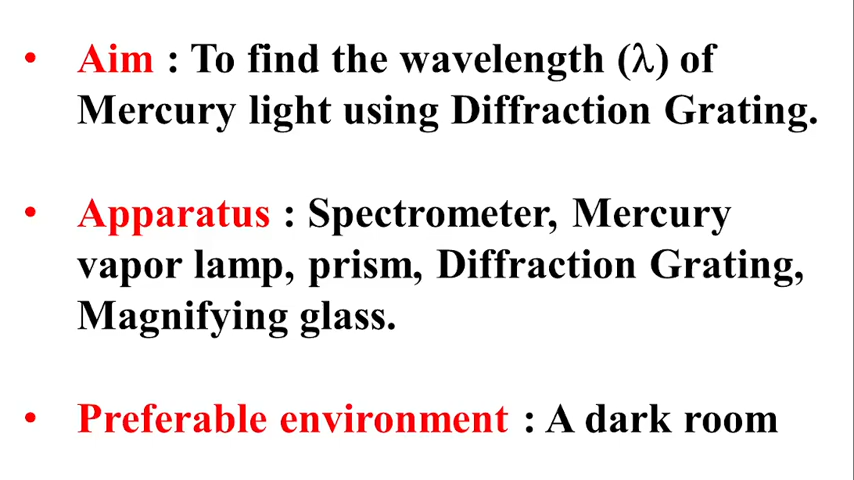 • Aim : To find the wavelength (λ) of
Mercury light using Diffraction Grating.
• Apparatus : Spectrometer, Mercury
vapor lamp, prism, Diffraction Grating,
Magnifying glass.
• Preferable environment : A dark room